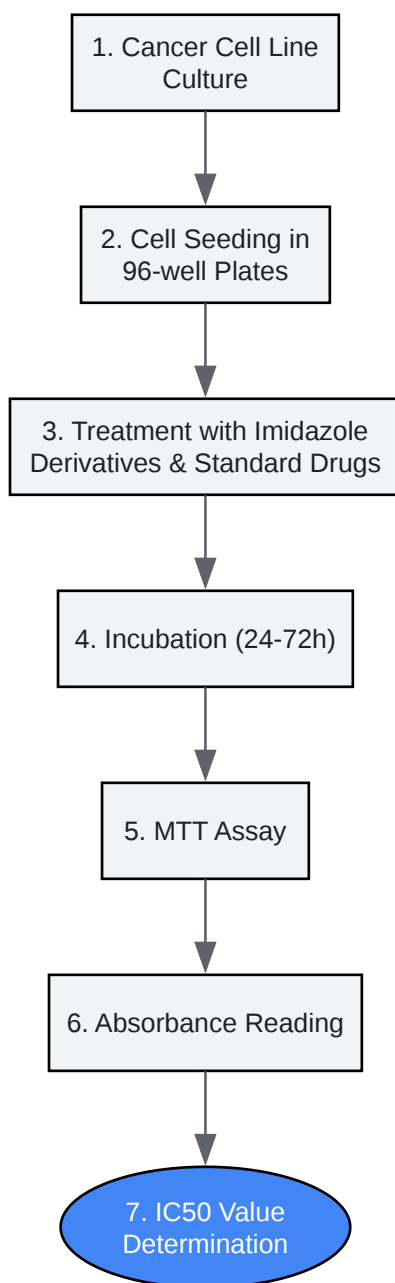 1. Cancer Cell Line
Culture
2. Cell Seeding in
96-well Plates
3. Treatment with Imidazole
Derivatives & Standard Drugs
4. Incubation (24-72h)
5. MTT Assay
6. Absorbance Reading
7. IC50 Value
Determination